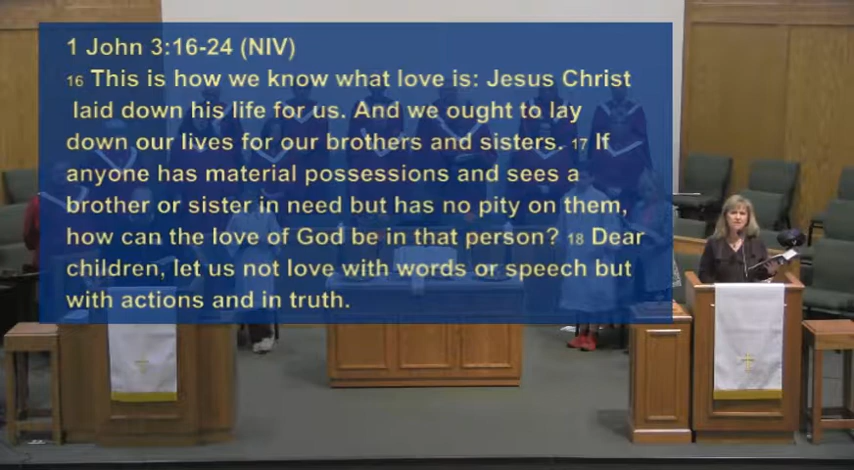 1 John 3:16-24 (NIV)
16 This is how we know what love is: Jesus Christ
laid down his life for us. And we ought to lay
down our lives for our brothers and sisters. 17 If
anyone has material possessions and sees a
brother or sister in need but has no pity on them,
how can the love of God be in that person? 18 Dear
children, let us not love with words or speech but
with actions and in truth.